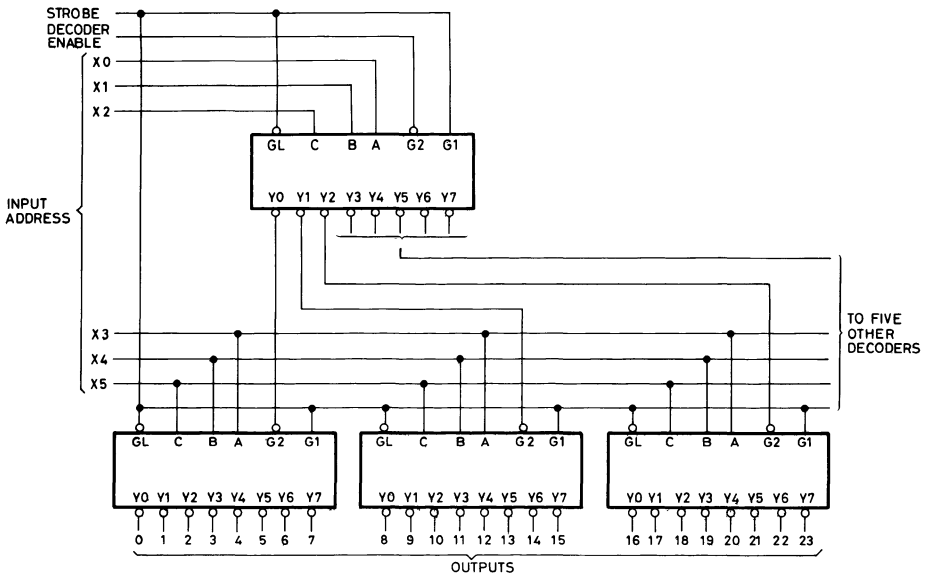 STROBE
DECODER
ENABLE
X0
X1
X2
GL C B A G2 G1
Y0 Y1 Y2 Y3 Y4 Y5 Y6 Y7
INPUT
ADDRESS
TO FIVE
OTHER
DECODERS
X3
X4
X5
GL C B A G2 G1 GL C B A G2 G1 GL C B A G2 G1
Y0 Y1 Y2 Y3 Y4 Y5 Y6 Y7 Y0 Y1 Y2 Y3 Y4 Y5 Y6 Y7 Y0 Y1 Y2 Y3 Y4 Y5 Y6 Y7
0 1 2 3 4 5 6 7 8 9 10 11 12 13 14 15 16 17 18 19 20 21 22 23
OUTPUTS